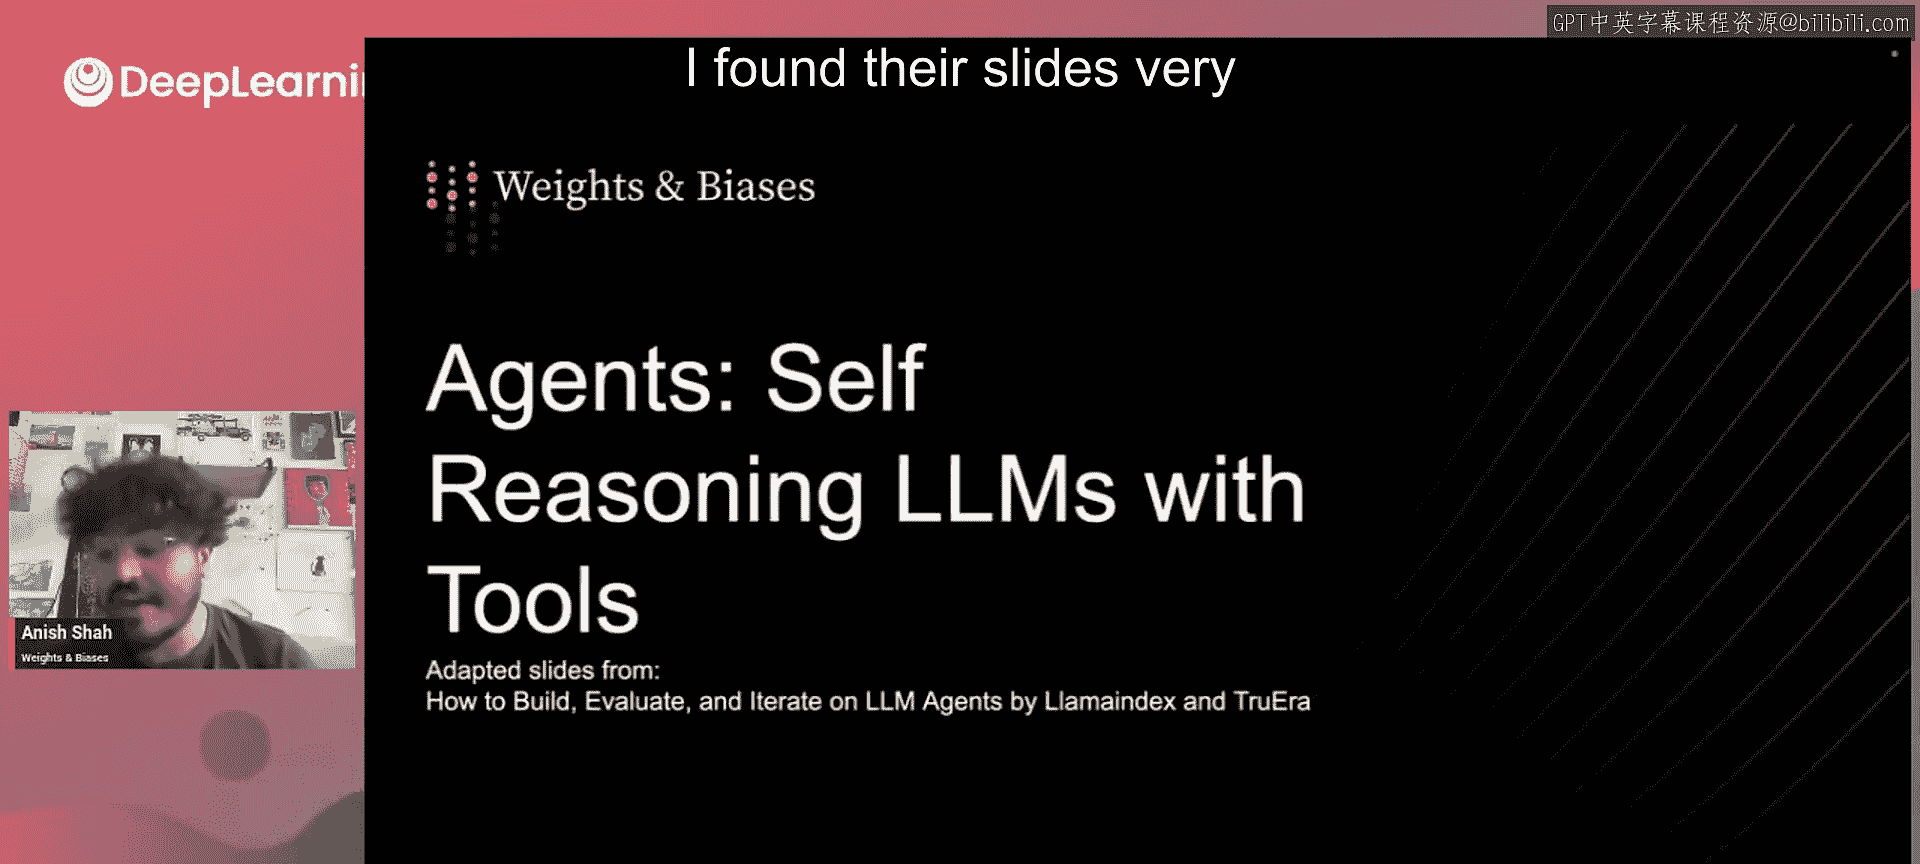 GPT中英字幕课程资源@bilibili.com
DeepLearni
I found their slides very
Weights & Biases
Agents: Self
Reasoning LLMs with
Tools
Adapted slides from:
How to Build, Evaluate, and Iterate on LLM Agents by Llamaindex and TruEra
Anish Shah
Weights & Biases